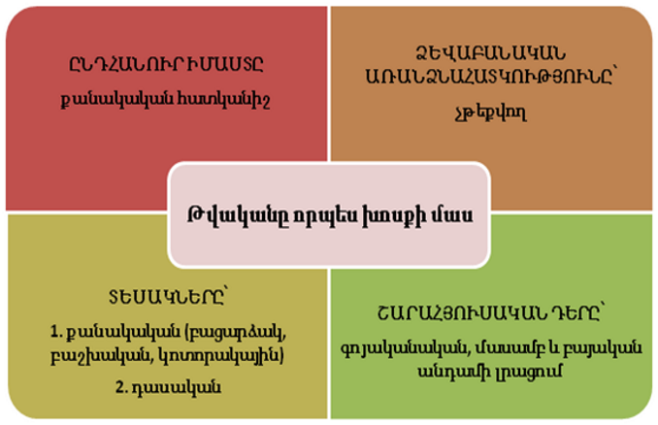 ԸՆԴՀԱՆՈՒՐ ԻՄԱՍՏԸ
քանակական հատկանիշ
ՁԵՎԱԲԱՆԱԿԱՆ
ԱՌԱՆՁՆԱՀԱՏԿՈՒԹՅՈՒՆԸ՝
չթեքվող
Թվականը որպես խոսքի մաս
ՏԵՍԱԿՆԵՐԸ՝
1. քանակական (բացարձակ,
բաշխական, կոտորակային)
2. դասական
ՇԱՐԱՀՅՈՒՍԱԿԱՆ ԴԵՐԸ՝
գոյականական, մասամբ և բայական
անդամի լրացում